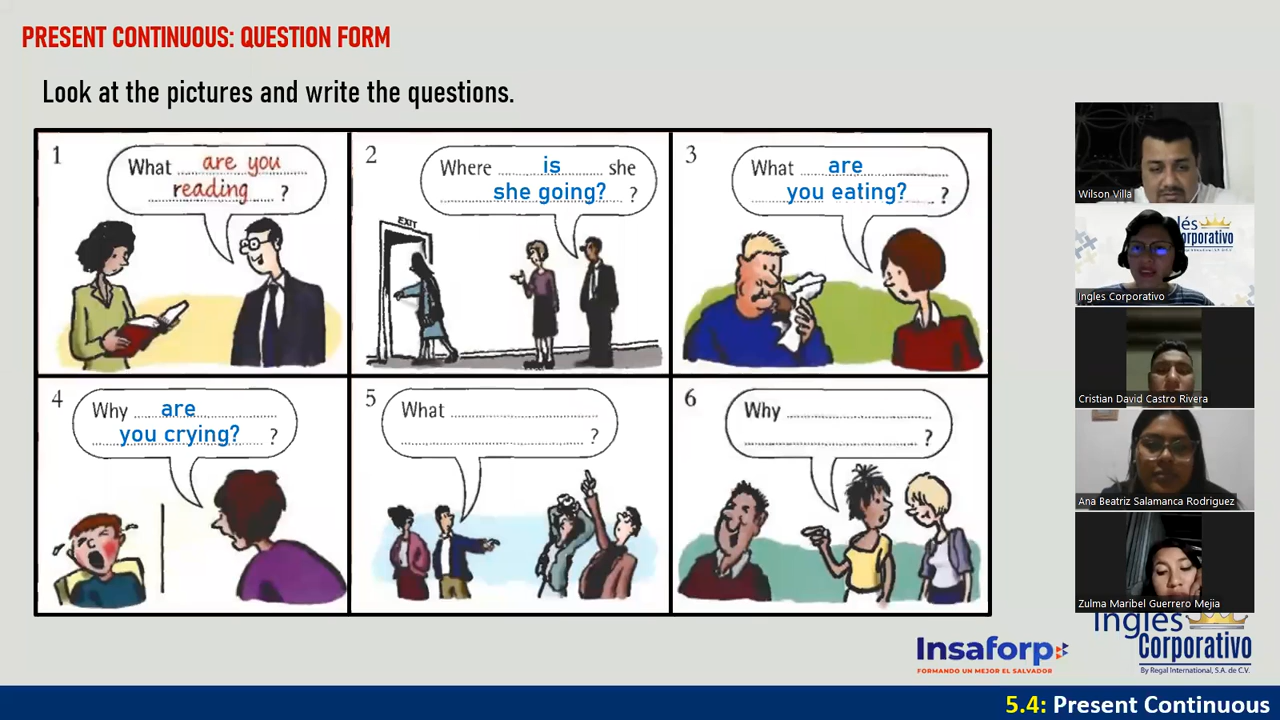 PRESENT CONTINUOUS: QUESTION FORM
Look at the pictures and write the questions.
1
What are you
reading ?
2
Where is she
she going? ?
3
What are
you eating? ?
EXIT
4
Why are
you crying? ?
5
What
?
6
Why
?
Wilson Villa
lés
orporativo
Ingles Corporativo
Cristian David Castro Rivera
Ana Beatriz Salamanca Rodriguez
Zulma Maribel Guerrero Mejia
Insaforp
FORMANDO UN MEJOR EL SALVADOR
Inglés
Corporativo
By Regal International, S.A. de C.V.
5.4: Present Continuous